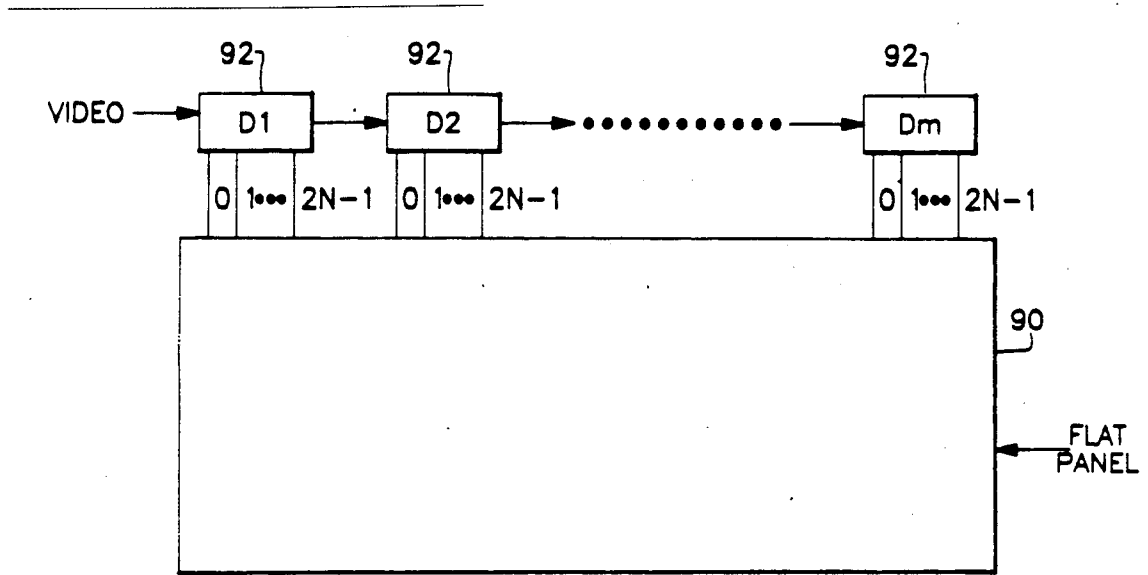 92 92 92
VIDEO D1 D2 Dm
0 1••• 2N-1 0 1••• 2N-1 0 1••• 2N-1
90
FLAT
PANEL